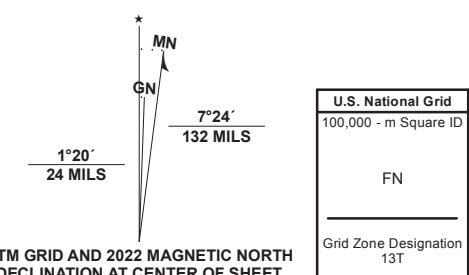 ★
MN
GN
7°24´
132 MILS
1°20´
24 MILS
TM GRID AND 2022 MAGNETIC NORTH
DECLINATION AT CENTER OF SHEET
U.S. National Grid
100,000 - m Square ID
FN
Grid Zone Designation
13T